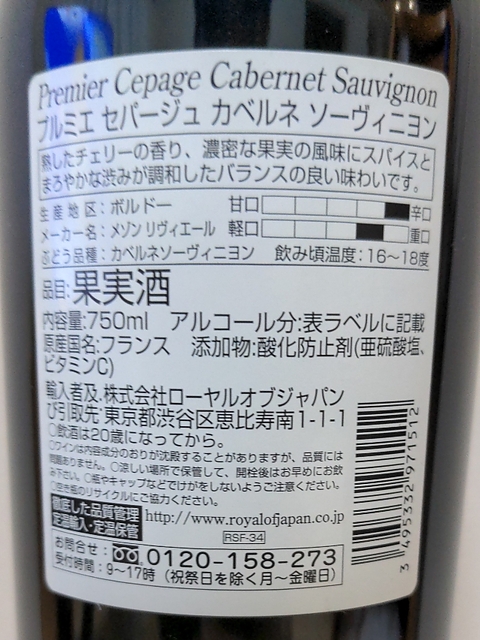 Premier Cepage Cabernet Sauvignon
プルミエ セパージュ カベルネ ソーヴィニヨン
熟したチェリーの香り、濃密な果実の風味にスパイスと
まろやかな渋みが調和したバランスの良い味わいです。
生産地区:ボルドー 甘口 辛口
メーカー名:メゾン リヴィエール 軽口 重口
ぶどう品種:カベルネソーヴィニヨン 飲み頃温度:16〜18度
品目:果実酒
内容量:750ml アルコール分:表ラベルに記載
原産国名:フランス 添加物:酸化防止剤(亜硫酸塩、
ビタミンC)
輸入者及び引取先:株式会社ローヤルオブジャパン
東京都渋谷区恵比寿南1-1-1
○飲酒は20歳になってから。
○ワインは内容成分のおりが沈殿することがありますが、品質には
問題ありません。○涼しい場所で保管して、開栓後はお早めにお飲
み下さい。○瓶やキャップなどでけがをしないようご注意ください。
○空き瓶のリサイクルにご協力ください。
徹底した品質管理
定温輸入・定温保管
http://www.royalofjapan.co.jp
RSF-34
お問合せ: 0120-158-273
受付時間:9〜17時(祝祭日を除く月〜金曜日)
3 495332 971512